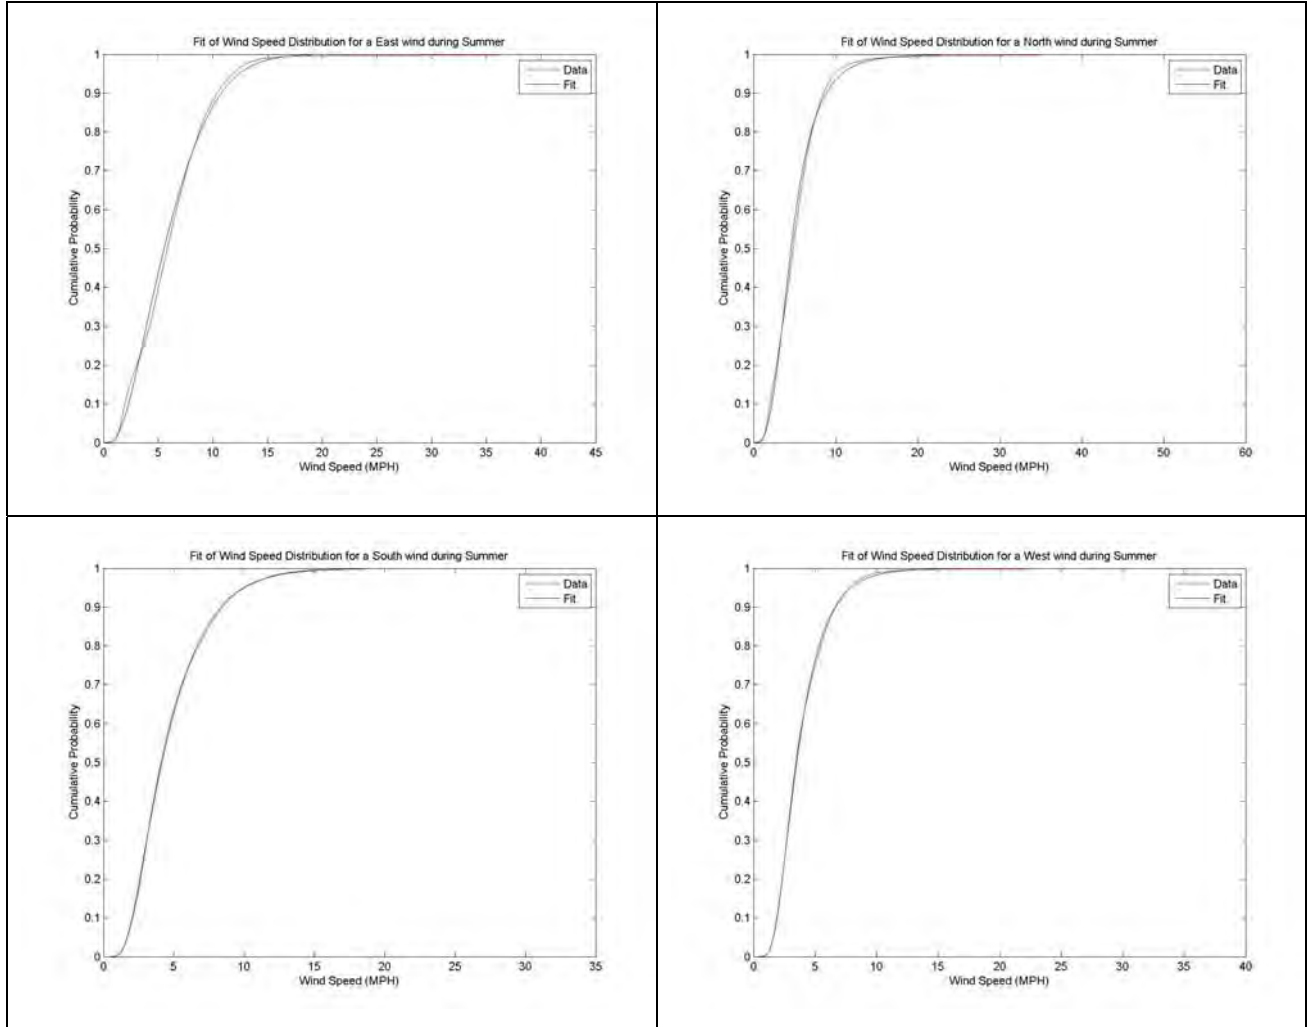 Fit of Wind Speed Distribution for a East wind during Summer
1
0.9
0.8
0.7
0.6
0.5
0.4
0.3
0.2
0.1
0
Cumulative Probability
Data
Fit
0 5 10 15 20 25 30 35 40 45
Wind Speed (MPH)
Fit of Wind Speed Distribution for a North wind during Summer
1
0.9
0.8
0.7
0.6
0.5
0.4
0.3
0.2
0.1
0
Cumulative Probability
Data
Fit
0 10 20 30 40 50 60
Wind Speed (MPH)
Fit of Wind Speed Distribution for a South wind during Summer
1
0.9
0.8
0.7
0.6
0.5
0.4
0.3
0.2
0.1
0
Cumulative Probability
Data
Fit
0 5 10 15 20 25 30 35
Wind Speed (MPH)
Fit of Wind Speed Distribution for a West wind during Summer
1
0.9
0.8
0.7
0.6
0.5
0.4
0.3
0.2
0.1
0
Cumulative Probability
Data
Fit
0 5 10 15 20 25 30 35 40
Wind Speed (MPH)